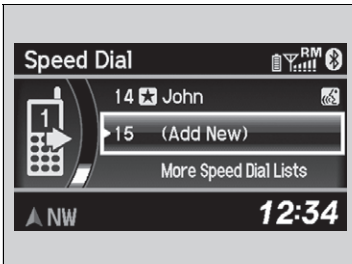 Speed Dial RM
14 John
1
15 (Add New)
More Speed Dial Lists
NW 12:34